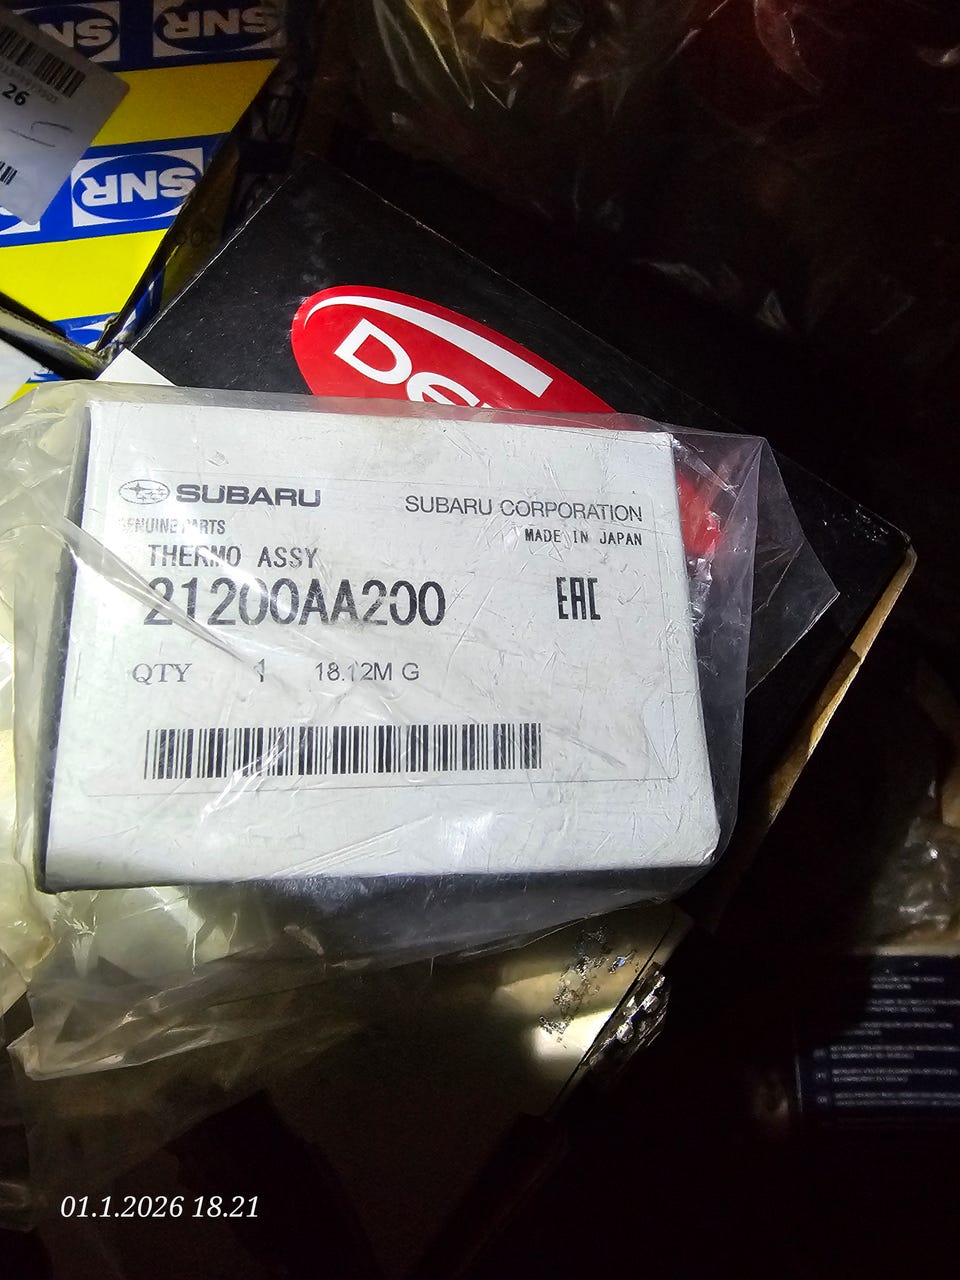 SNR
SNR
26
SNR
SUBARU
SUBARU CORPORATION
GENUINE PARTS
MADE IN JAPAN
THERMO ASSY
21200AA200
EAC
QTY 1 18.12M G
01.1.2026 18.21